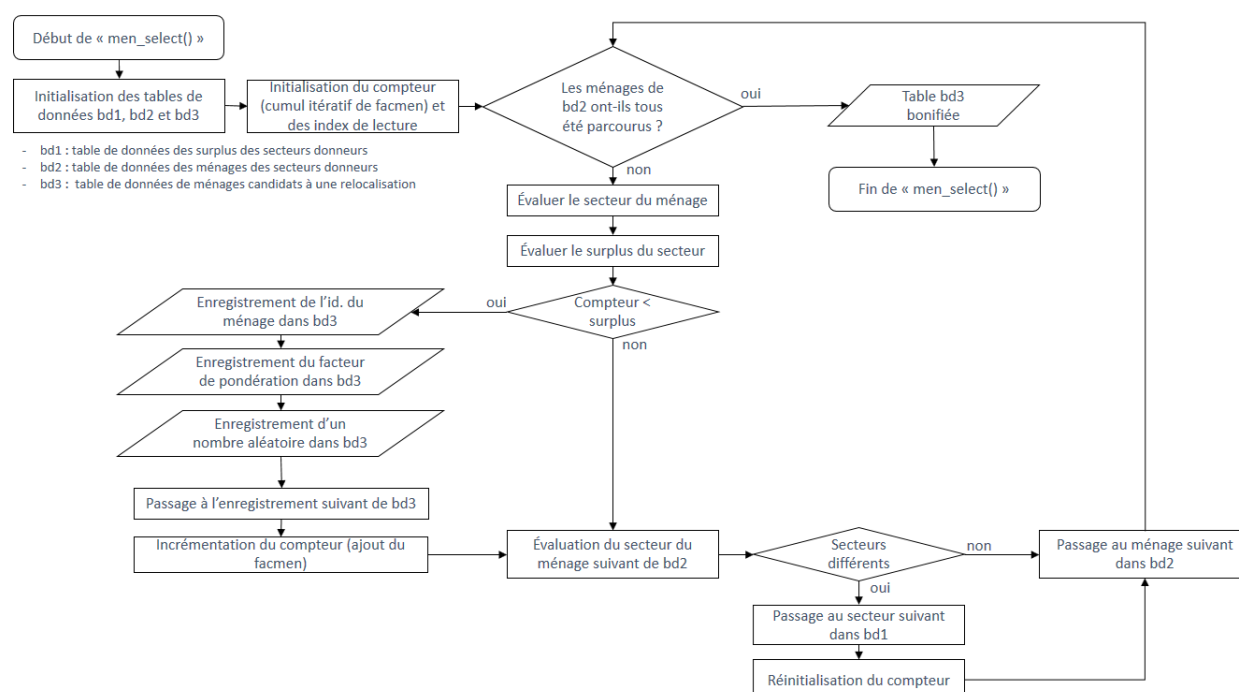 Début de « men_select() »
Initialisation des tables de
données bd1, bd2 et bd3
Initialisation du compteur
(cumul itératif de facmen) et
des index de lecture
Les ménages de
bd2 ont-ils tous
été parcourus ?
oui
Table bd3
bonifiée
Fin de « men_select() »
- bd1 : table de données des surplus des secteurs donneurs
- bd2 : table de données des ménages des secteurs donneurs
- bd3 : table de données de ménages candidats à une relocalisation
non
Évaluer le secteur du ménage
Évaluer le surplus du secteur
Compteur <
surplus
oui
non
Enregistrement de l’id. du
ménage dans bd3
Enregistrement du facteur
de pondération dans bd3
Enregistrement d’un
nombre aléatoire dans bd3
Passage à l’enregistrement suivant de bd3
Incrémentation du compteur (ajout du
facmen)
Évaluation du secteur du
ménage suivant de bd2
Secteurs
différents
non
Passage au ménage suivant
dans bd2
oui
Passage au secteur suivant
dans bd1
Réinitialisation du compteur